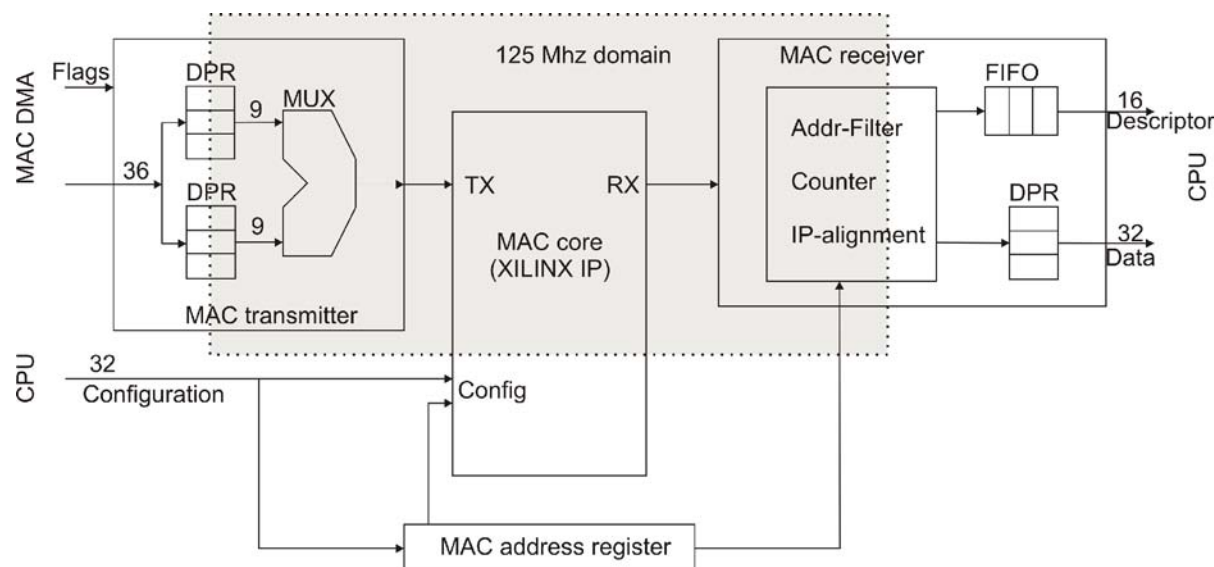 125 Mhz domain
MAC receiver
Flags
DPR
MUX
9
FIFO
16
Descriptor
MAC DMA
36
Addr-Filter
Counter
IP-alignment
CPU
TX
RX
DPR
9
MAC core
(XILINX IP)
DPR
32
Data
MAC transmitter
CPU
32
Configuration
Config
MAC address register